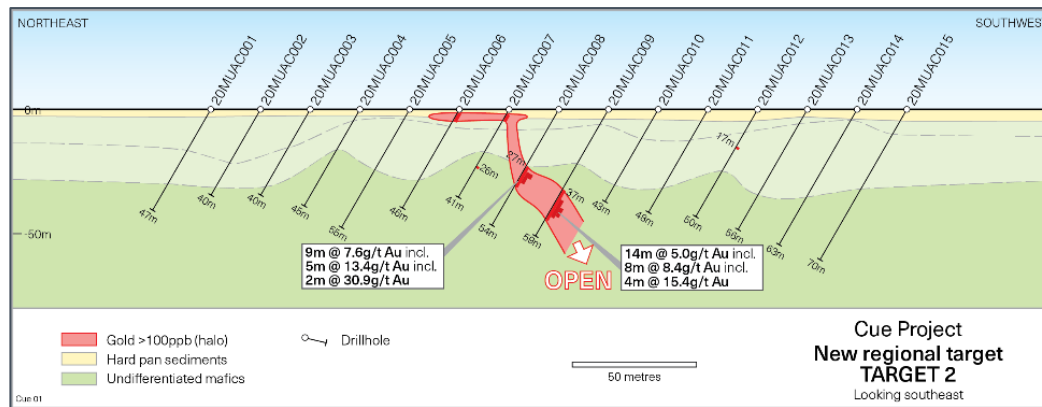 NORTHEAST
SOUTHWEST
20MUAC001
20MUAC002
20MUAC003
20MUAC004
20MUAC005
20MUAC006
20MUAC007
20MUAC008
20MUAC009
20MUAC010
20MUAC011
20MUAC012
20MUAC013
20MUAC014
20MUAC015
0m
17m
27m
26m
37m
47m
40m
40m
45m
55m
46m
41m
54m
59m
43m
48m
50m
56m
63m
70m
-50m
9m @ 7.6g/t Au incl.
5m @ 13.4g/t Au incl.
2m @ 30.9g/t Au
14m @ 5.0g/t Au incl.
8m @ 8.4g/t Au incl.
4m @ 15.4g/t Au
OPEN
Gold >100ppb (halo)
Drillhole
Hard pan sediments
Undifferentiated mafics
50 metres
Cue Project
New regional target
TARGET 2
Looking southeast
Cue 01